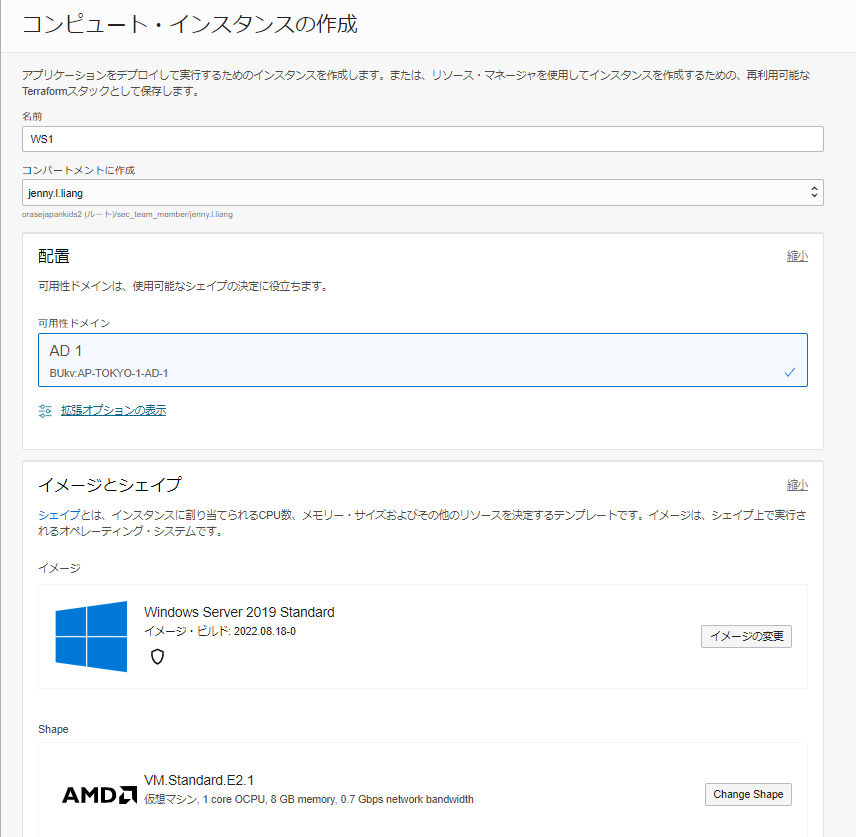 コンピュート・インスタンスの作成
アプリケーションをデプロイして実行するためのインスタンスを作成します。または、リソース・マネージャを使用してインスタンスを作成するための、再利用可能な
Terraformスタックとして保存します。
名前
WS1
コンパートメントに作成
jenny.l.liang
orasejapankids2 (ルート)/sec_team_member/jenny.l.liang
配置
縮小
可用性ドメインは、使用可能なシェイプの決定に役立ちます。
可用性ドメイン
AD 1
BUkv:AP-TOKYO-1-AD-1
拡張オプションの表示
イメージとシェイプ
縮小
シェイプとは、インスタンスに割り当てられるCPU数、メモリー・サイズおよびその他のリソースを決定するテンプレートです。イメージは、シェイプ上で実行さ
れるオペレーティング・システムです。
イメージ
Windows Server 2019 Standard
イメージ・ビルド: 2022.08.18-0
イメージの変更
Shape
AMD
VM.Standard.E2.1
仮想マシン, 1 core OCPU, 8 GB memory, 0.7 Gbps network bandwidth
Change Shape